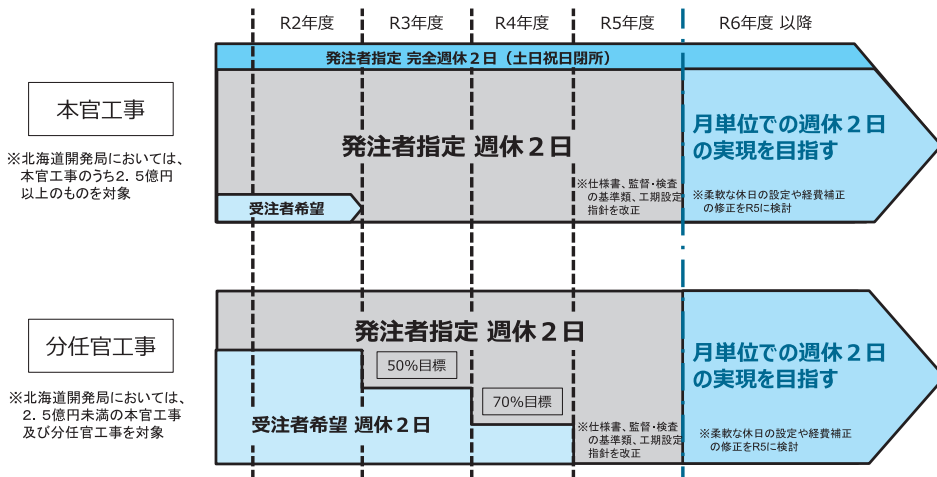 R2年度 R3年度 R4年度 R5年度 R6年度 以降
発注者指定 完全週休２日（土日祝日閉所）
本官工事
※北海道開発局においては、
本官工事のうち2．5億円
以上のものを対象
発注者指定 週休２日
受注者希望
※仕様書、監督・検査
の基準類、工期設定
指針を改正
月単位での週休２日
の実現を目指す
※柔軟な休日の設定や経費補正
の修正をR5に検討
分任官工事
※北海道開発局においては、
2．5億円未満の本官工事
及び分任官工事を対象
発注者指定 週休２日
50%目標
70%目標
受注者希望 週休２日
※仕様書、監督・検査
の基準類、工期設定
指針を改正
月単位での週休２日
の実現を目指す
※柔軟な休日の設定や経費補正
の修正をR5に検討